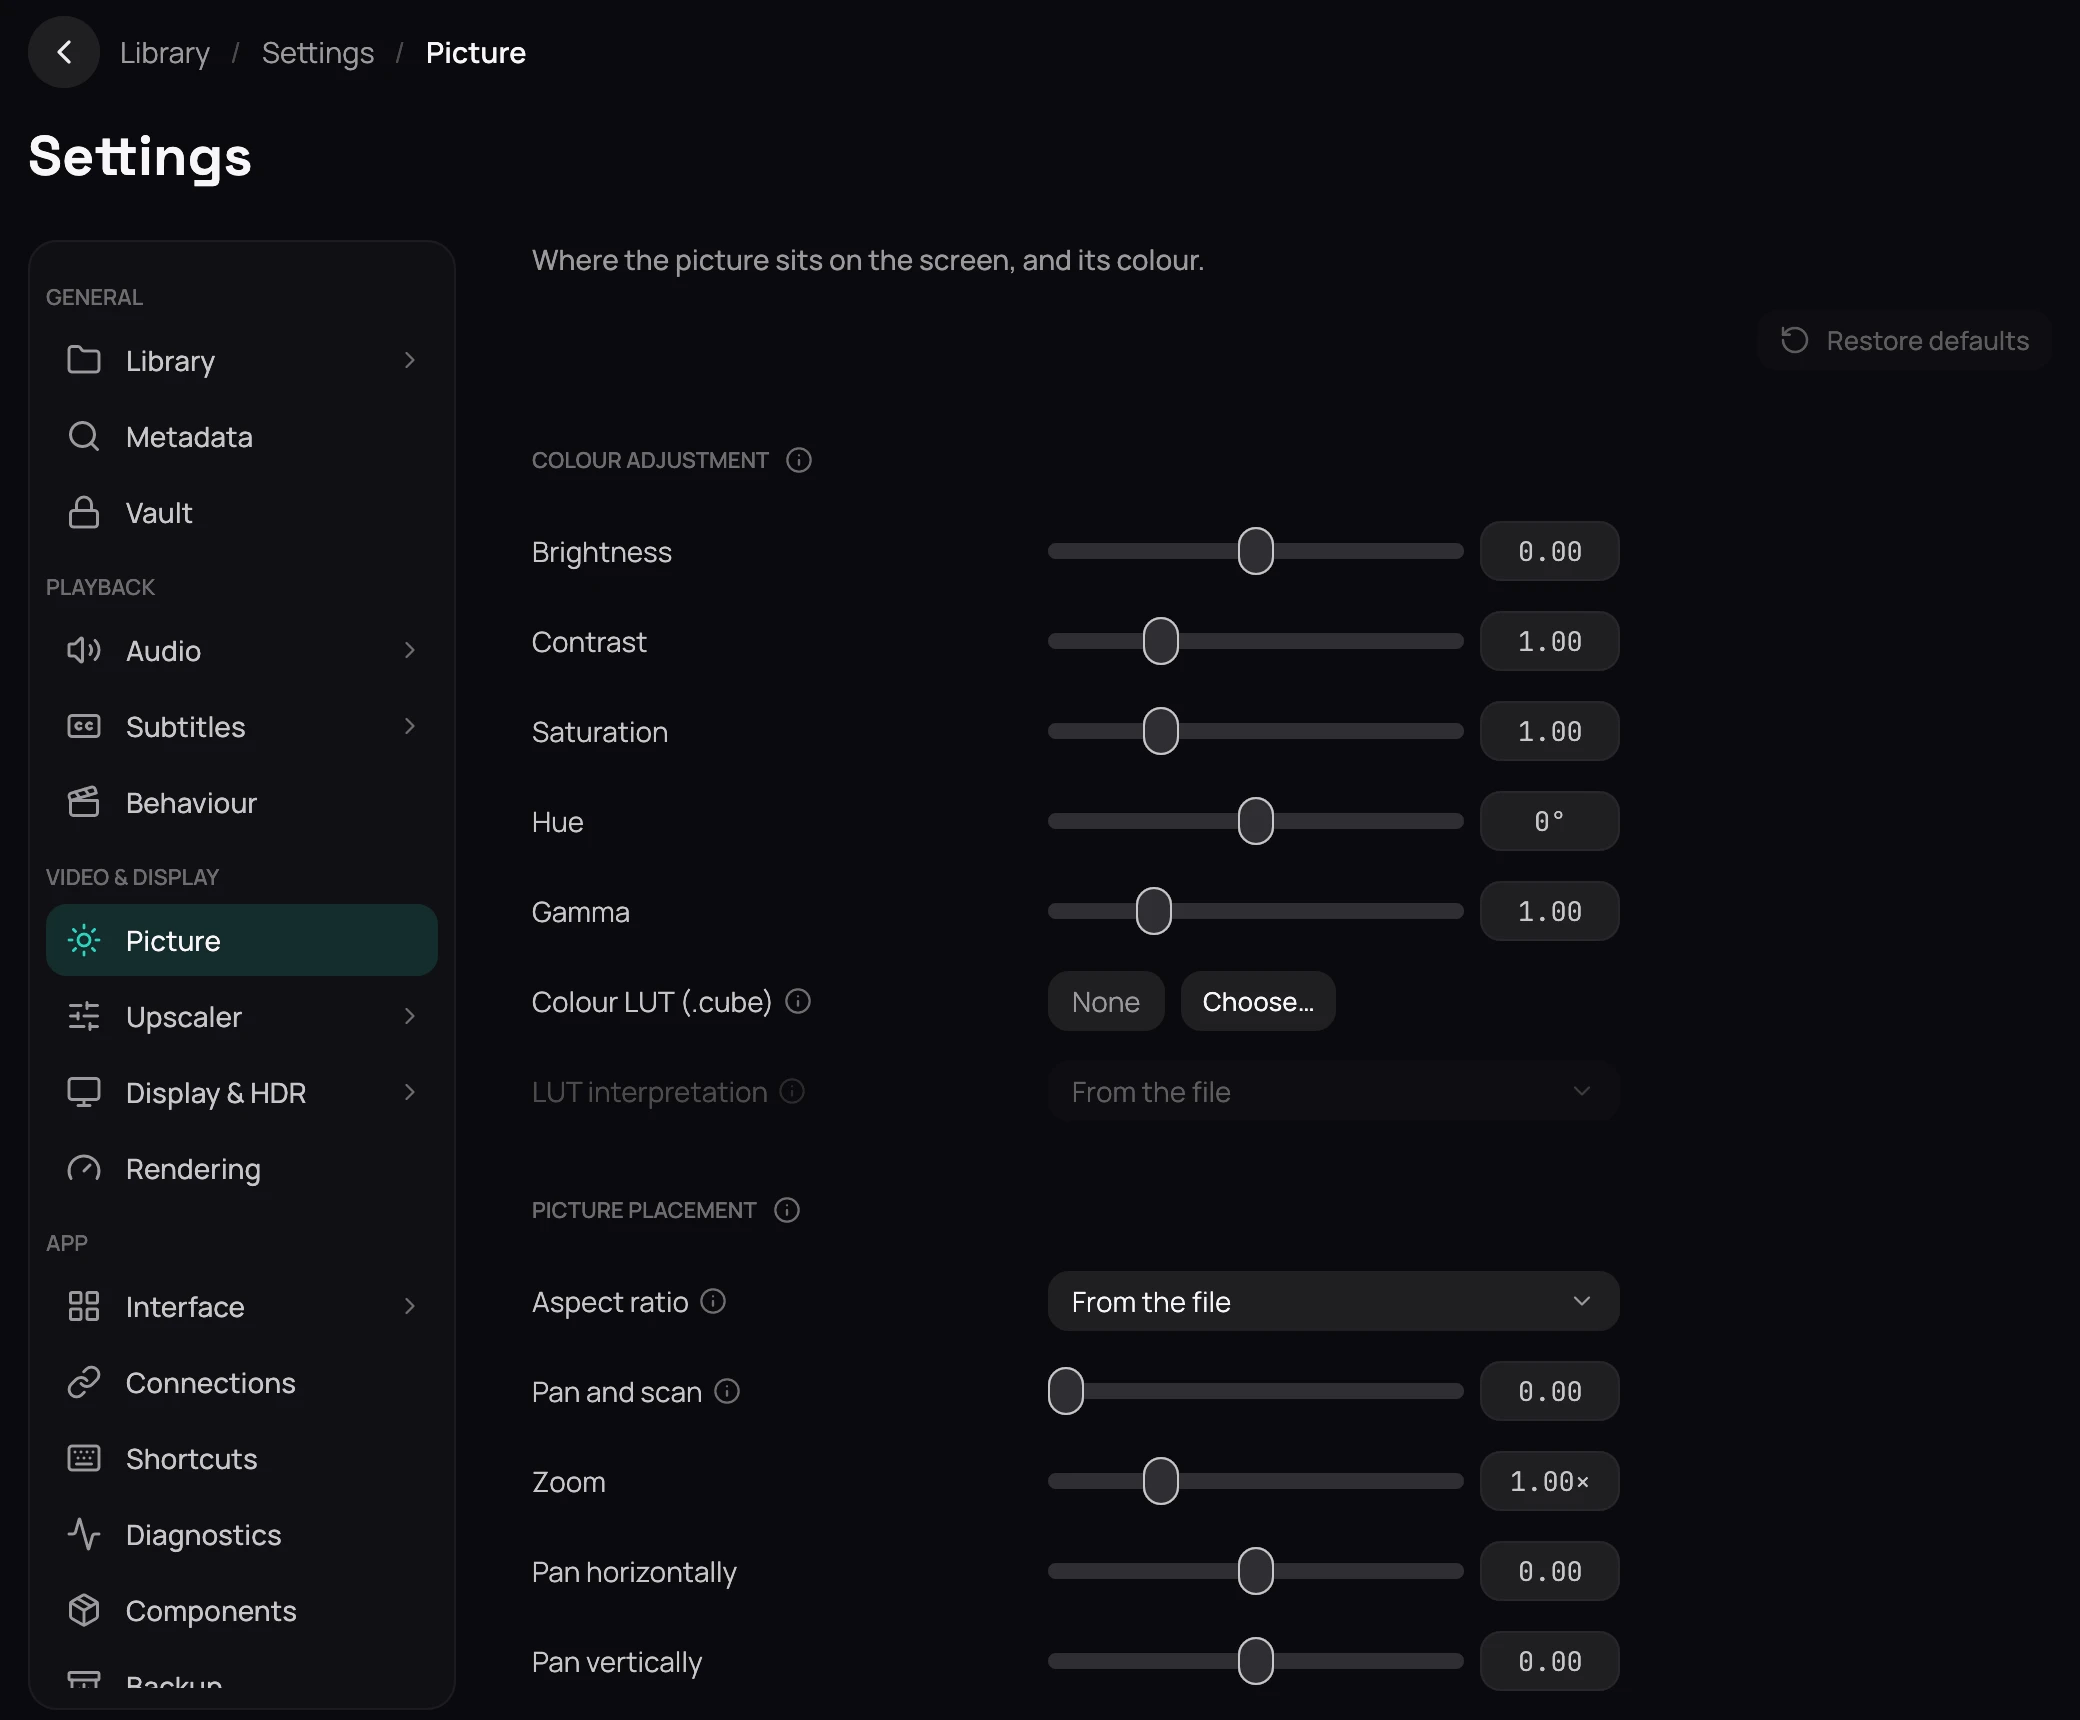 Library / Settings / Picture
Settings
GENERAL
Library
Metadata
Vault
PLAYBACK
Audio
Subtitles
Behaviour
VIDEO & DISPLAY
Picture
Upscaler
Display & HDR
Rendering
APP
Interface
Connections
Shortcuts
Diagnostics
Components
Backup
Where the picture sits on the screen, and its colour.
Restore defaults
COLOUR ADJUSTMENT
Brightness 0.00
Contrast 1.00
Saturation 1.00
Hue 0°
Gamma 1.00
Colour LUT (.cube) None Choose...
LUT interpretation From the file
PICTURE PLACEMENT
Aspect ratio From the file
Pan and scan 0.00
Zoom 1.00×
Pan horizontally 0.00
Pan vertically 0.00